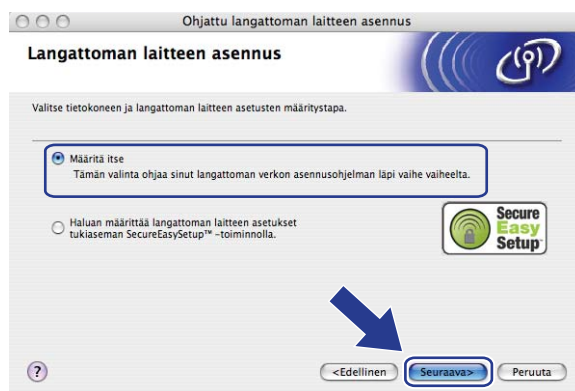 Ohjattu langattoman laitteen asennus
Langattoman laitteen asennus
Valitse tietokoneen ja langattoman laitteen asetusten määritystapa.
Määritä itse
Tämän valinta ohjaa sinut langattoman verkon asennusohjelman läpi vaihe vaiheelta.
Haluan määrittää langattoman laitteen asetukset
tukiaseman SecureEasySetup™ -toiminnolla.
Secure
Easy
Setup™
?
<Edellinen
Seuraava>
Peruuta